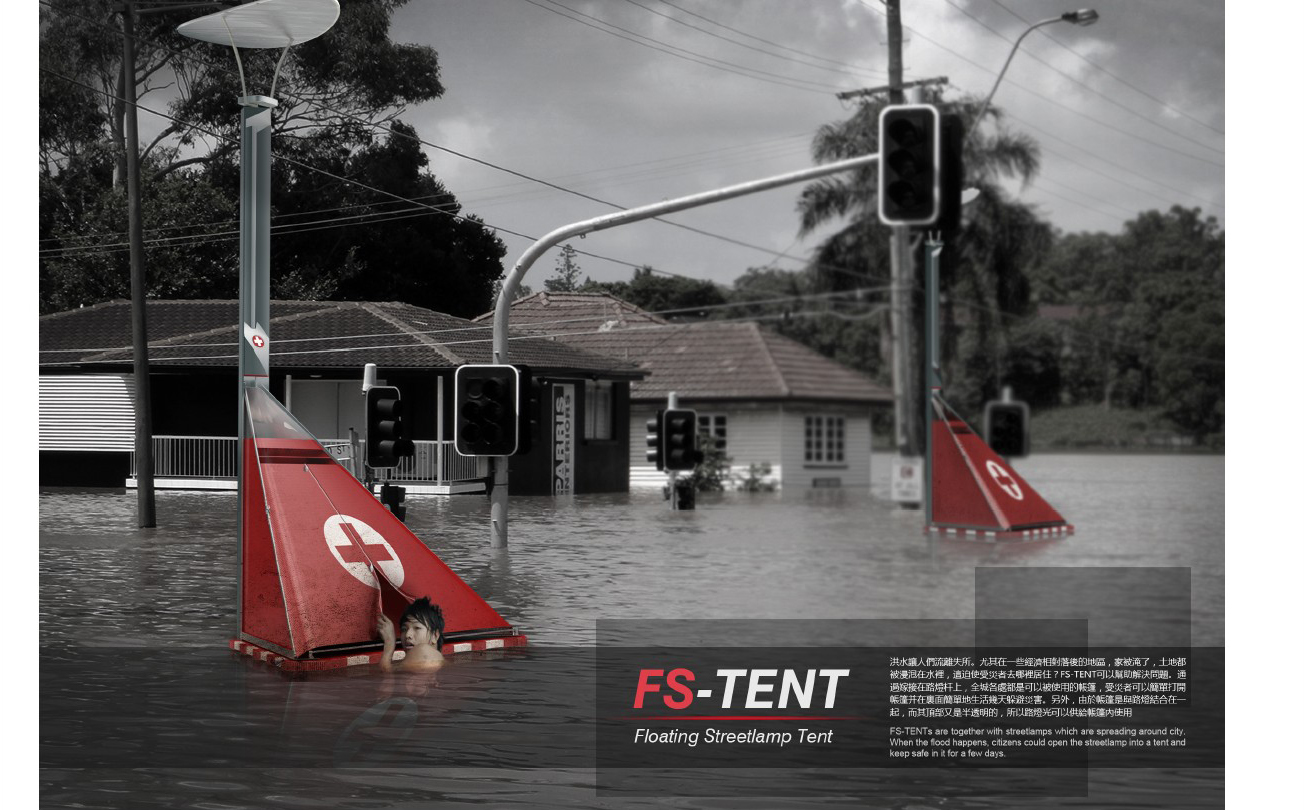 PARRIS
INTERIORS
FS-TENT
Floating Streetlamp Tent
洪水讓人們流離失所。尤其在一些經濟相對落後的地區，家被淹了，土地都
被浸泡在水裡，這迫使受災者去哪裡居住？FS-TENT可以幫助解決問題。通
過嫁接在路燈杆上，全城各處都是可以被使用的帳篷，受災者可以簡單打開
帳篷并在裏面簡單地生活幾天躲避災害。另外，由於帳篷是與路燈結合在一
起，而其頂部又是半透明的，所以路燈光可以供給帳篷內使用
FS-TENTs are together with streetlamps which are spreading around city.
When the flood happens, citizens could open the streetlamp into a tent and
keep safe in it for a few days.